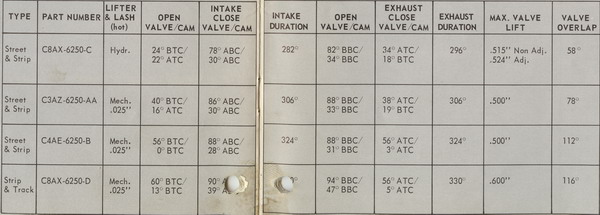 TYPE PART NUMBER LIFTER & LASH (hot) OPEN VALVE/CAM INTAKE CLOSE VALVE/CAM INTAKE DURATION OPEN VALVE/CAM EXHAUST CLOSE VALVE/CAM EXHAUST DURATION MAX. VALVE LIFT VALVE OVERLAP
Street C8AX-6250-C Hydr. 24° BTC/ 78° ABC/ 282° 82° BBC/ 34° ATC/ 296° .515" Non Adj. 58°
& Strip 22° ATC 30° ABC 34° BBC 18° BTC .524" Adj.
Street C3AZ-6250-AA Mech. 40° BTC/ 86° ABC/ 306° 88° BBC/ 38° ATC/ 306° .500" 78°
& Strip .025" 16° BTC 30° ABC 33° BBC 19° BTC
Street C4AE-6250-B Mech. 56° BTC/ 88° ABC/ 324° 88° BBC/ 56° ATC/ 324° .500" 112°
& Strip .025" 0° BTC 28° ABC 31° BBC 3° ATC
Strip C8AX-6250-D Mech. 60° BTC/ 90° 94° BBC/ 56° ATC/ 330° .600" 116°
& Track .025" 13° BTC 39° 47° BBC 5° ATC